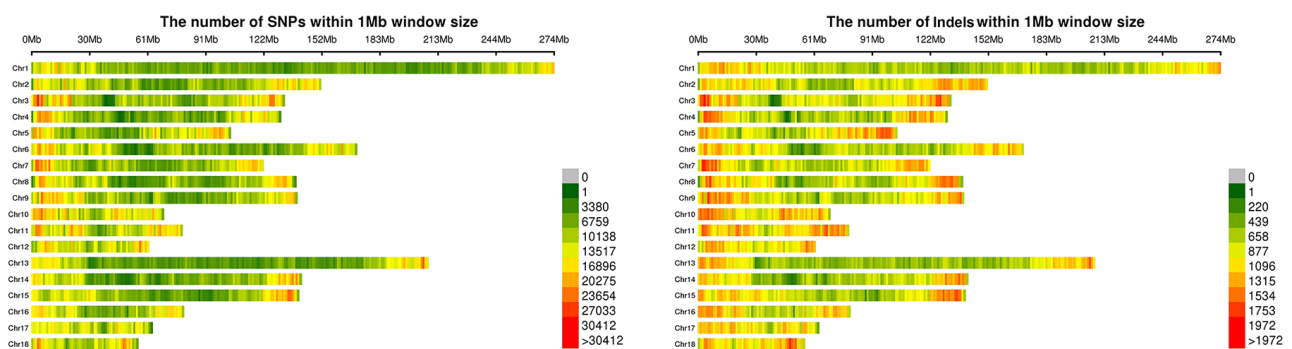 The number of SNPs within 1Mb window size
0Mb 30Mb 61Mb 91Mb 122Mb 152Mb 183Mb 213Mb 244Mb 274Mb
Chr1
Chr2
Chr3
Chr4
Chr5
Chr6
Chr7
Chr8
Chr9
Chr10
Chr11
Chr12
Chr13
Chr14
Chr15
Chr16
Chr17
Chr18
0
1
3380
6759
10138
13517
16896
20275
23654
27033
30412
>30412
The number of Indels within 1Mb window size
0Mb 30Mb 61Mb 91Mb 122Mb 152Mb 183Mb 213Mb 244Mb 274Mb
Chr1
Chr2
Chr3
Chr4
Chr5
Chr6
Chr7
Chr8
Chr9
Chr10
Chr11
Chr12
Chr13
Chr14
Chr15
Chr16
Chr17
Chr18
0
1
220
439
658
877
1096
1315
1534
1753
1972
>1972